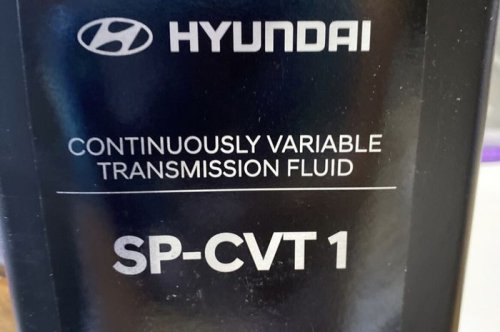 HYUNDAI
CONTINUOUSLY VARIABLE
TRANSMISSION FLUID
SP-CVT 1